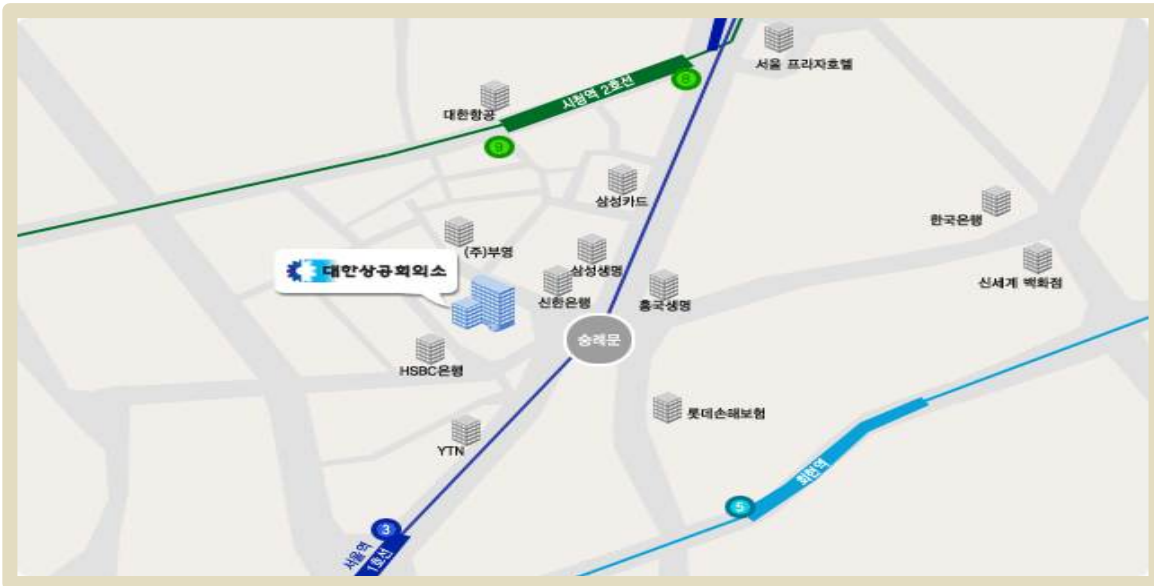 서울 프라자호텔
8
시청역 2호선
대한항공
9
삼성카드
한국은행
(주)부영
대한상공회의소
삼성생명
신한은행
흥국생명
신세계 백화점
숭례문
HSBC은행
롯데손해보험
YTN
회현역
5
3
서울역
1호선